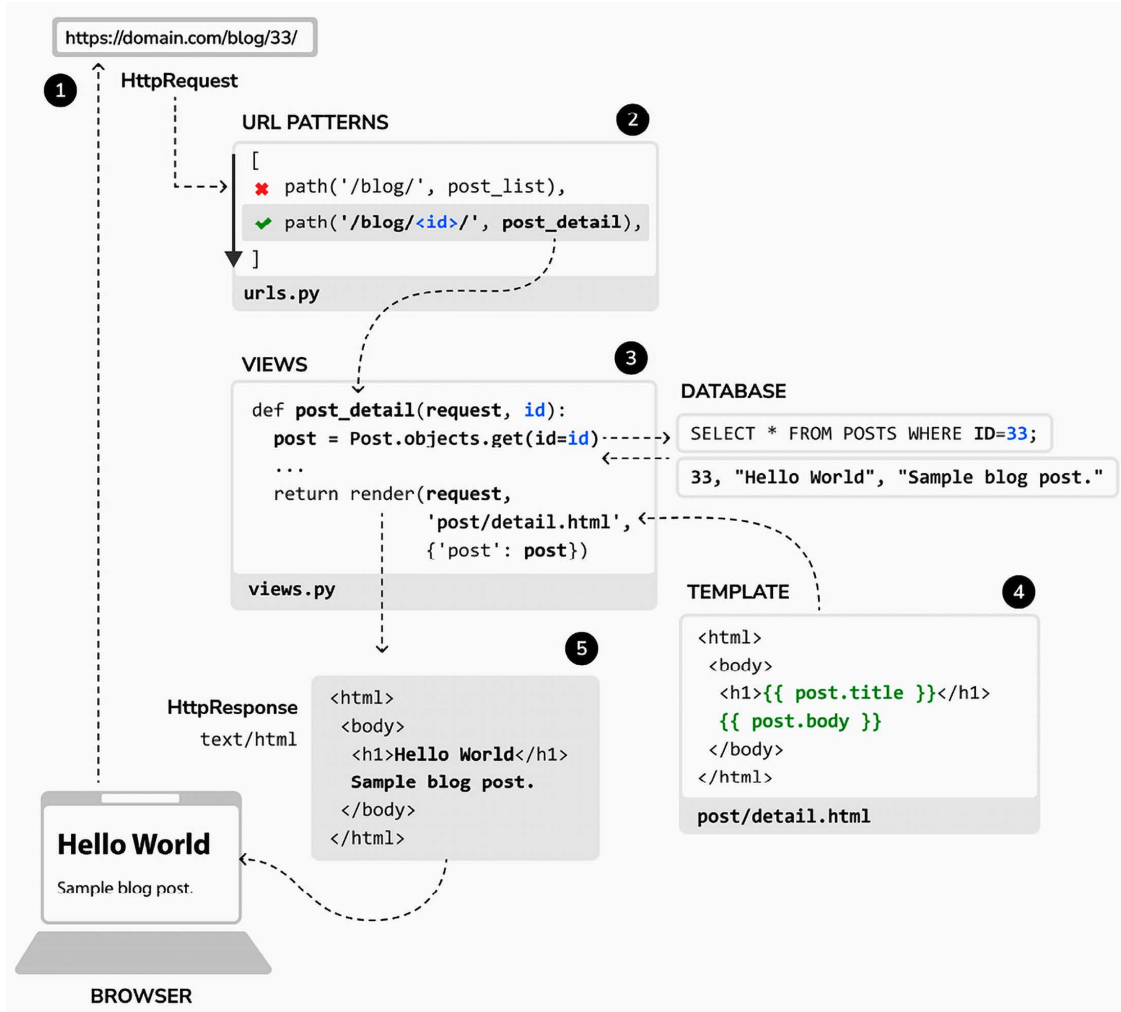 https://domain.com/blog/33/
1
HttpRequest
URL PATTERNS
2
[
path('/blog/', post_list),
path('/blog/<id>/', post_detail),
]
urls.py
VIEWS
3
def post_detail(request, id):
post = Post.objects.get(id=id)
...
return render(request,
'post/detail.html',
{'post': post})
views.py
DATABASE
SELECT * FROM POSTS WHERE ID=33;
33, "Hello World", "Sample blog post."
TEMPLATE
4
<html>
<body>
<h1>{{ post.title }}</h1>
{{ post.body }}
</body>
</html>
post/detail.html
5
HttpResponse
text/html
<html>
<body>
<h1>Hello World</h1>
Sample blog post.
</body>
</html>
Hello World
Sample blog post.
BROWSER